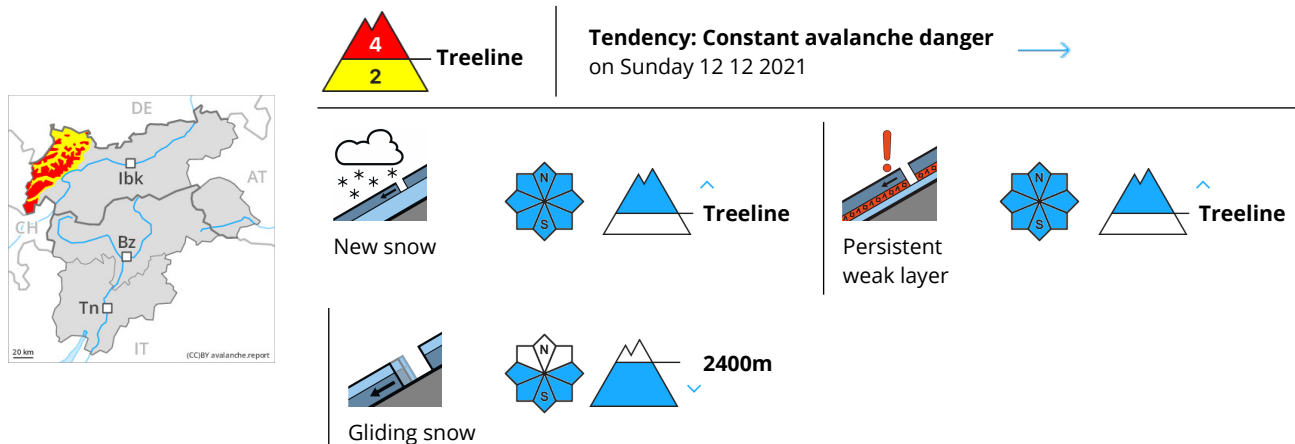 4
2
Treeline
Tendency: Constant avalanche danger
on Sunday 12 12 2021
DE
AT
Ibk
CH
Bz
Tn
IT
20 km
(CC)BY avalanche.report
N
S
Treeline
New snow
N
S
Treeline
Persistent
weak layer
N
S
2400m
Gliding snow